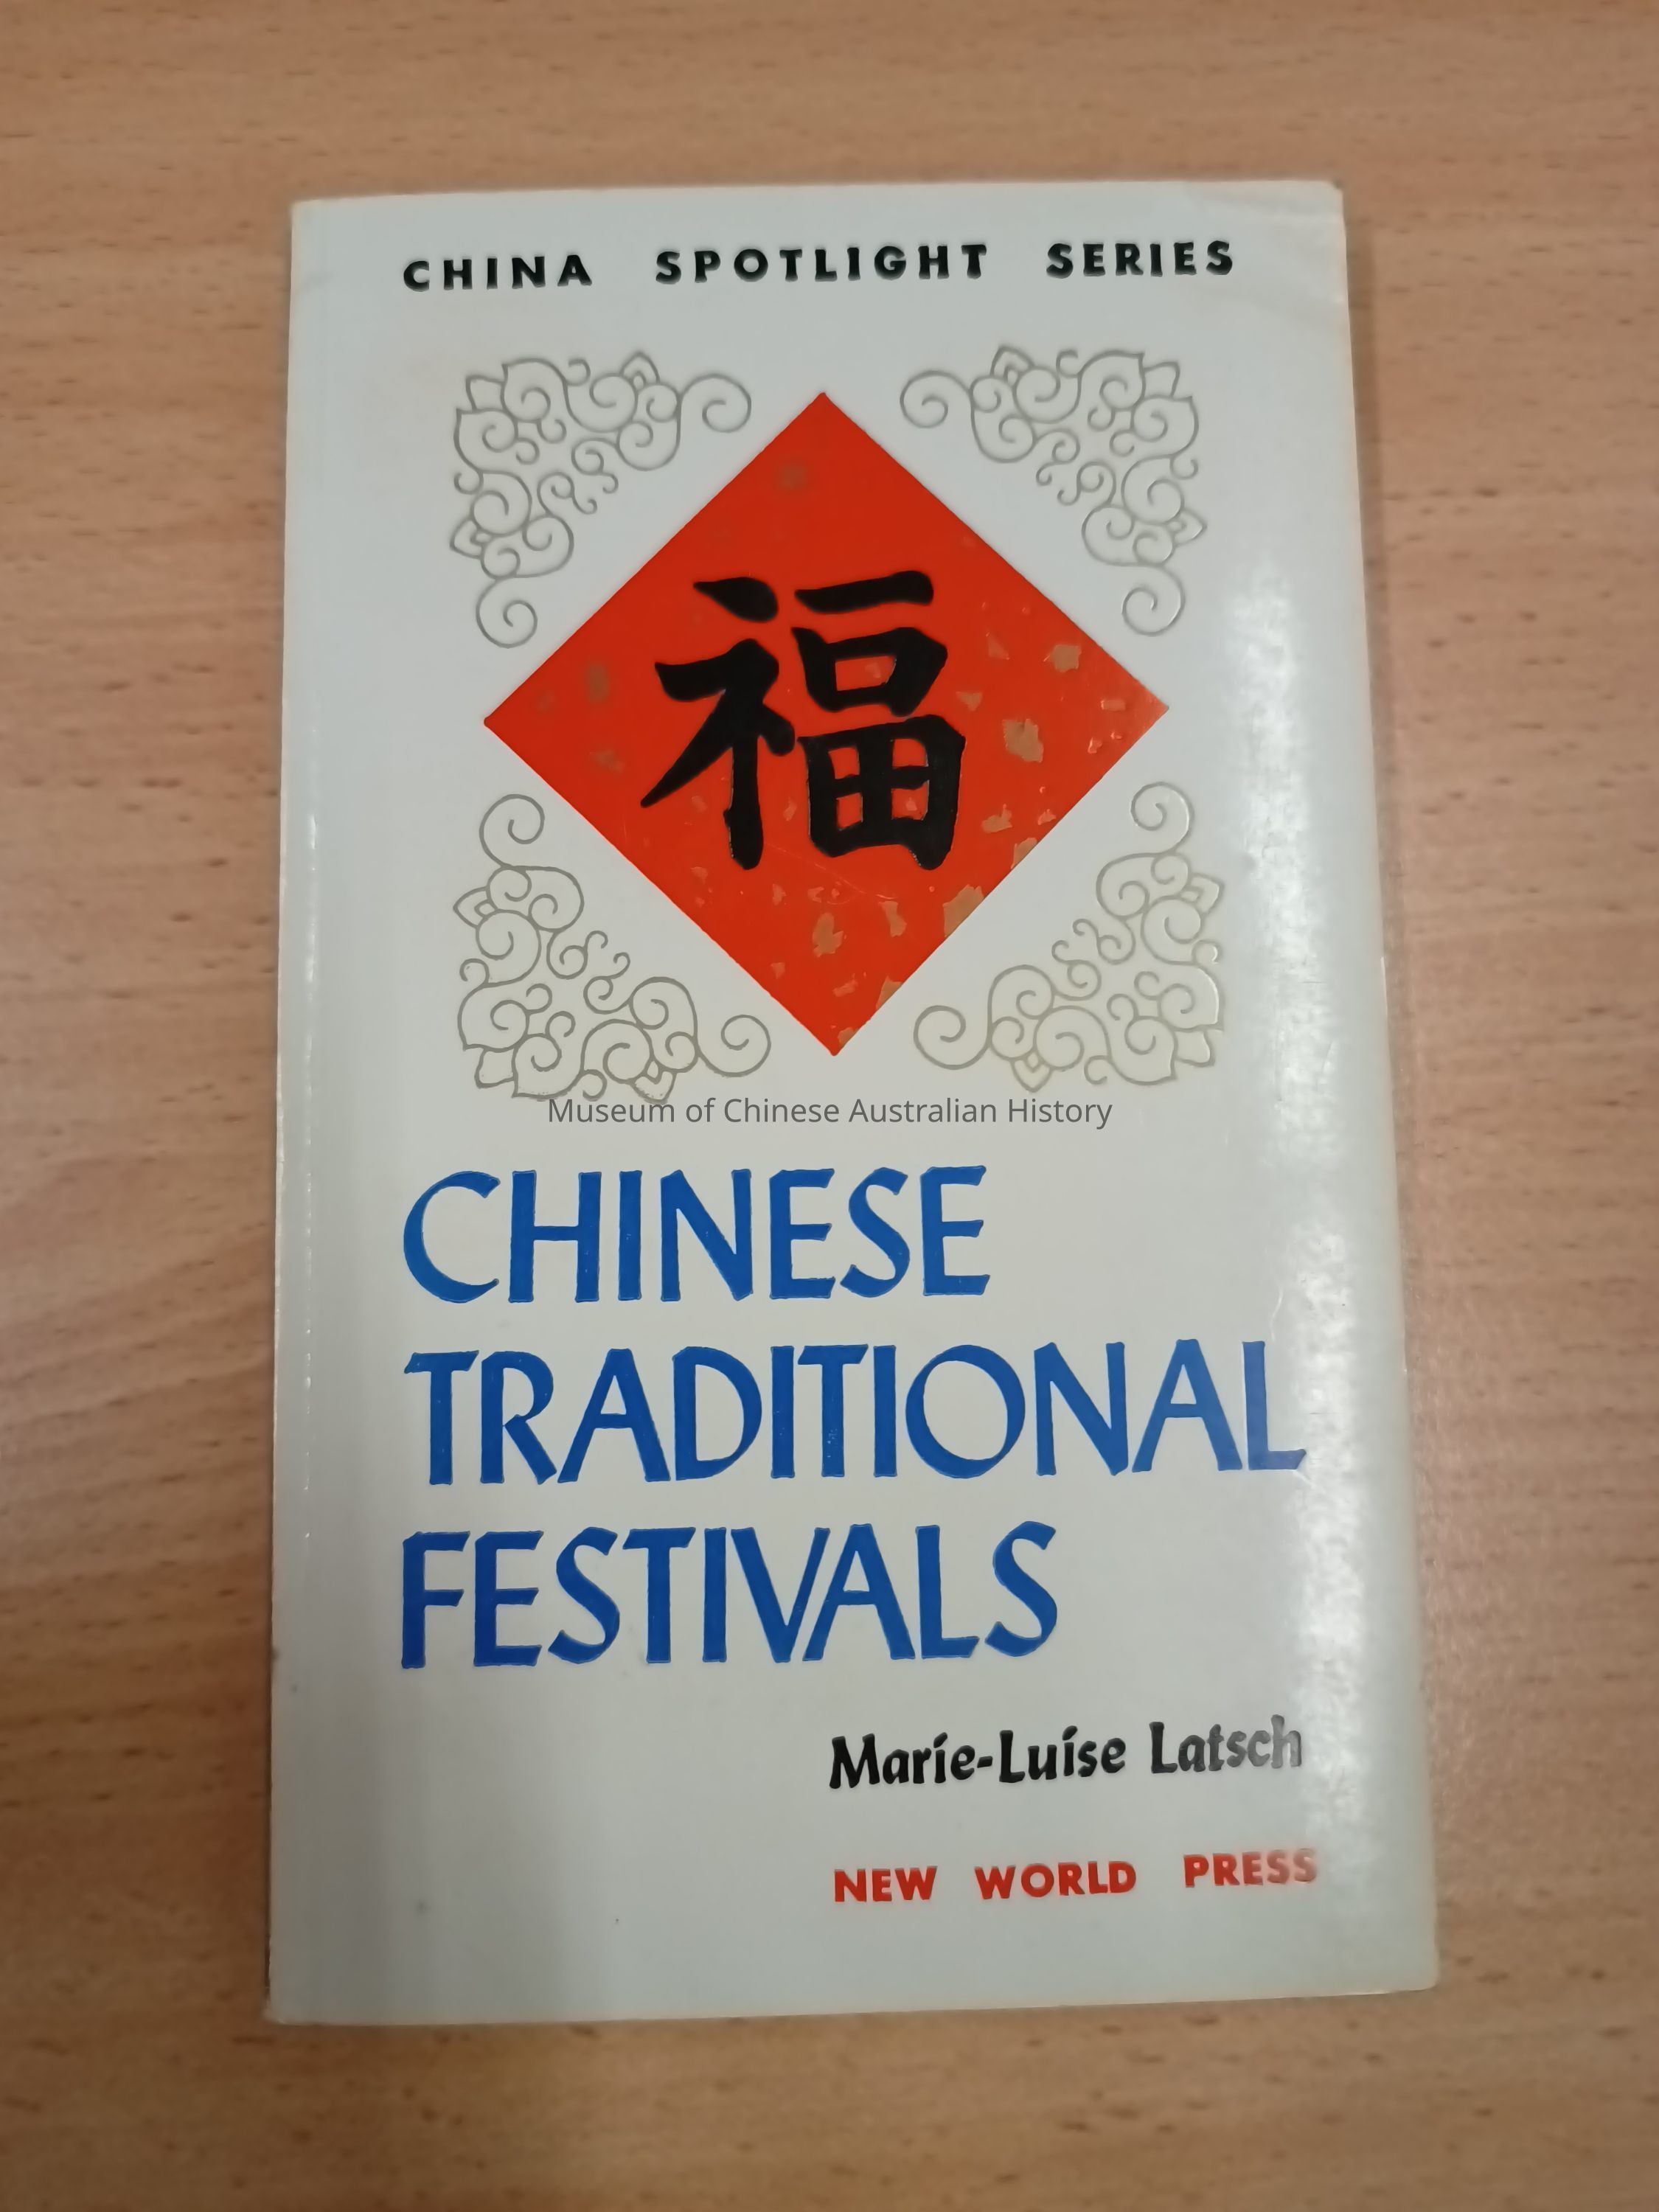 CHINA SPOTLIGHT SERIES
福
Museum of Chinese Australian History
CHINESE
TRADITIONAL
FESTIVALS
Marie-Luise Latsch
NEW WORLD PRESS